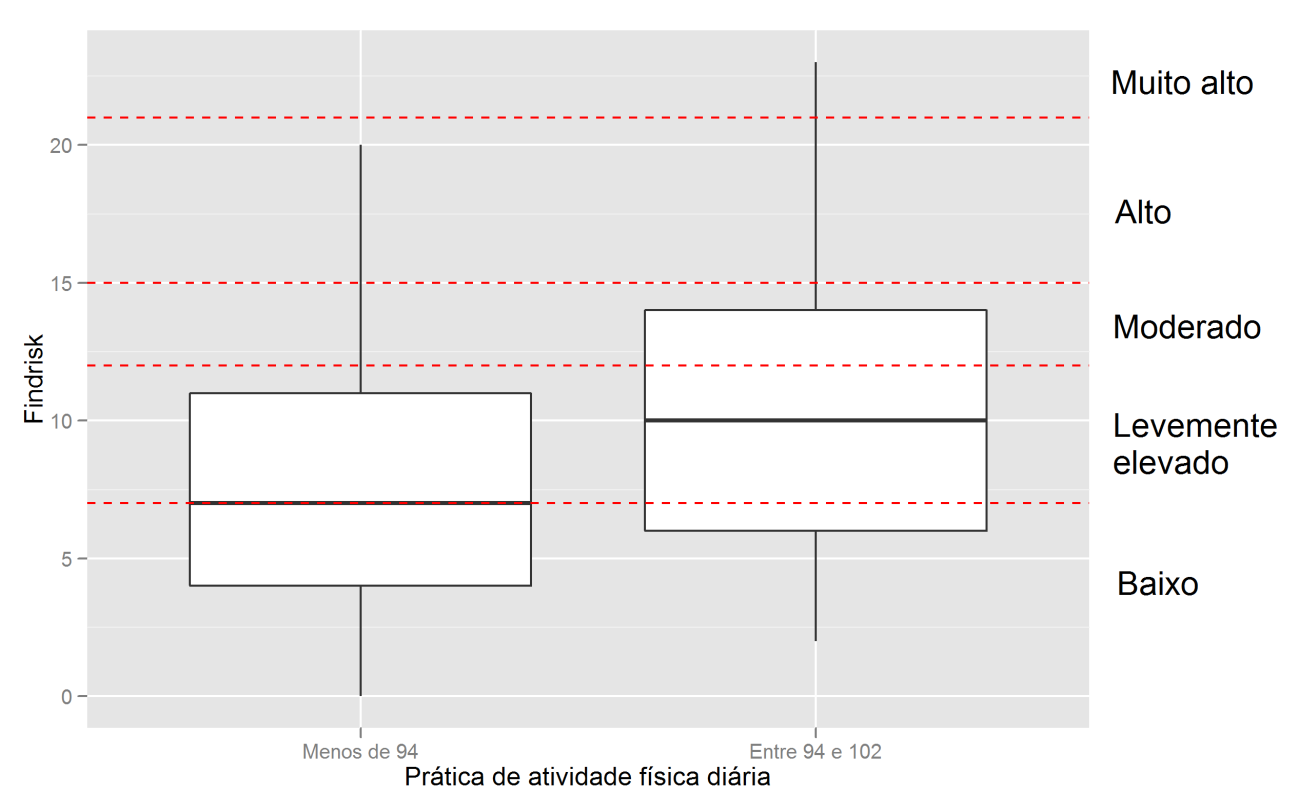 Muito alto
20
Alto
15
Moderado
Findrisk
10
Levemente
elevado
5
Baixo
0
Menos de 94
Entre 94 e 102
Prática de atividade física diária